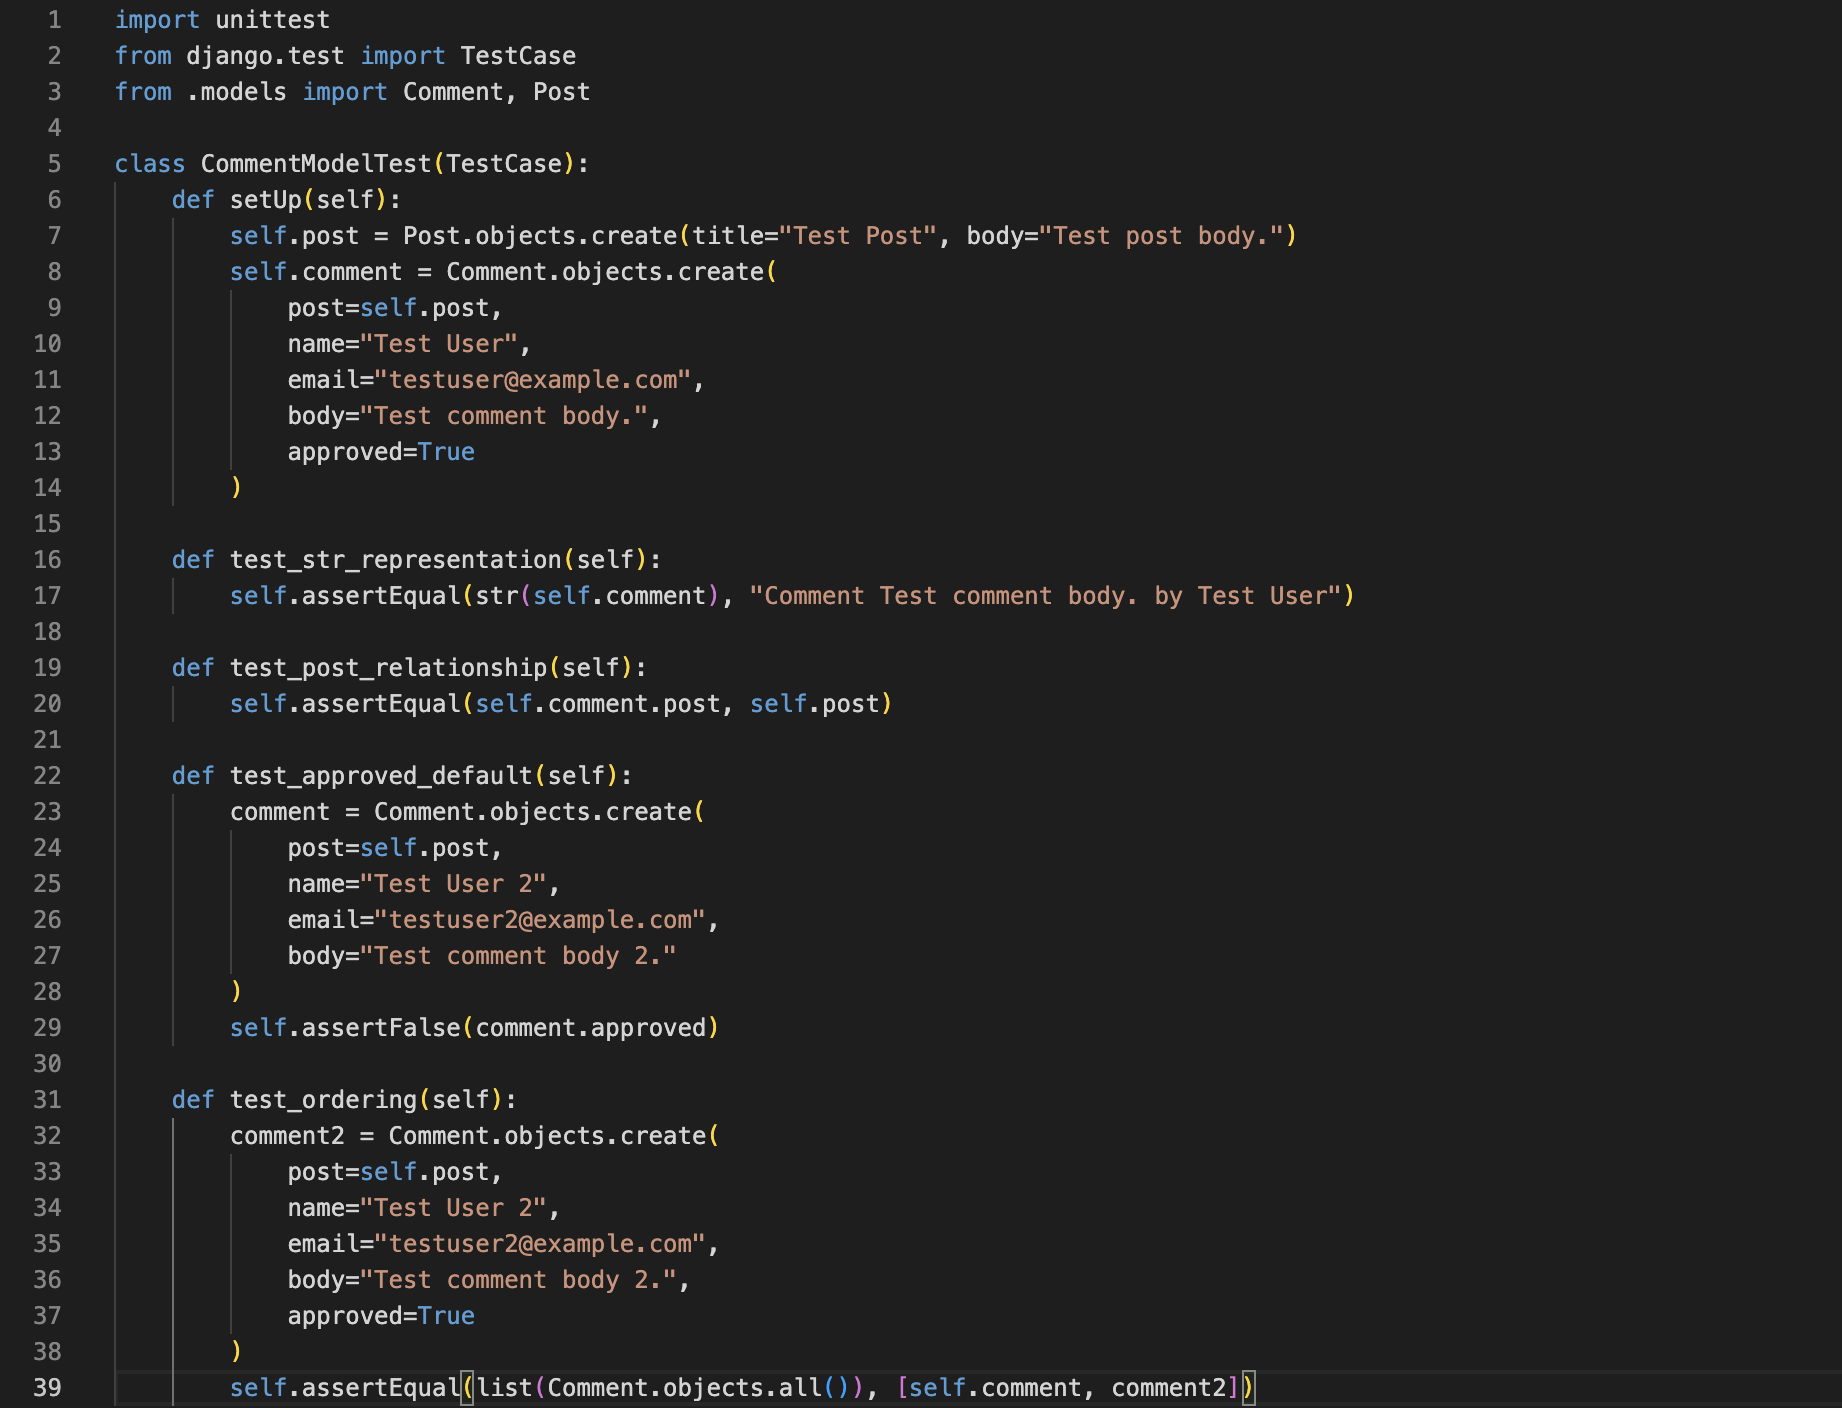 1 import unittest
2 from django.test import TestCase
3 from .models import Comment, Post
4
5 class CommentModelTest(TestCase):
6     def setUp(self):
7         self.post = Post.objects.create(title="Test Post", body="Test post body.")
8         self.comment = Comment.objects.create(
9             post=self.post,
10             name="Test User",
11             email="testuser@example.com",
12             body="Test comment body.",
13             approved=True
14         )
15
16     def test_str_representation(self):
17         self.assertEqual(str(self.comment), "Comment Test comment body. by Test User")
18
19     def test_post_relationship(self):
20         self.assertEqual(self.comment.post, self.post)
21
22     def test_approved_default(self):
23         comment = Comment.objects.create(
24             post=self.post,
25             name="Test User 2",
26             email="testuser2@example.com",
27             body="Test comment body 2."
28         )
29         self.assertFalse(comment.approved)
30
31     def test_ordering(self):
32         comment2 = Comment.objects.create(
33             post=self.post,
34             name="Test User 2",
35             email="testuser2@example.com",
36             body="Test comment body 2.",
37             approved=True
38         )
39         self.assertEqual(list(Comment.objects.all()), [self.comment, comment2])